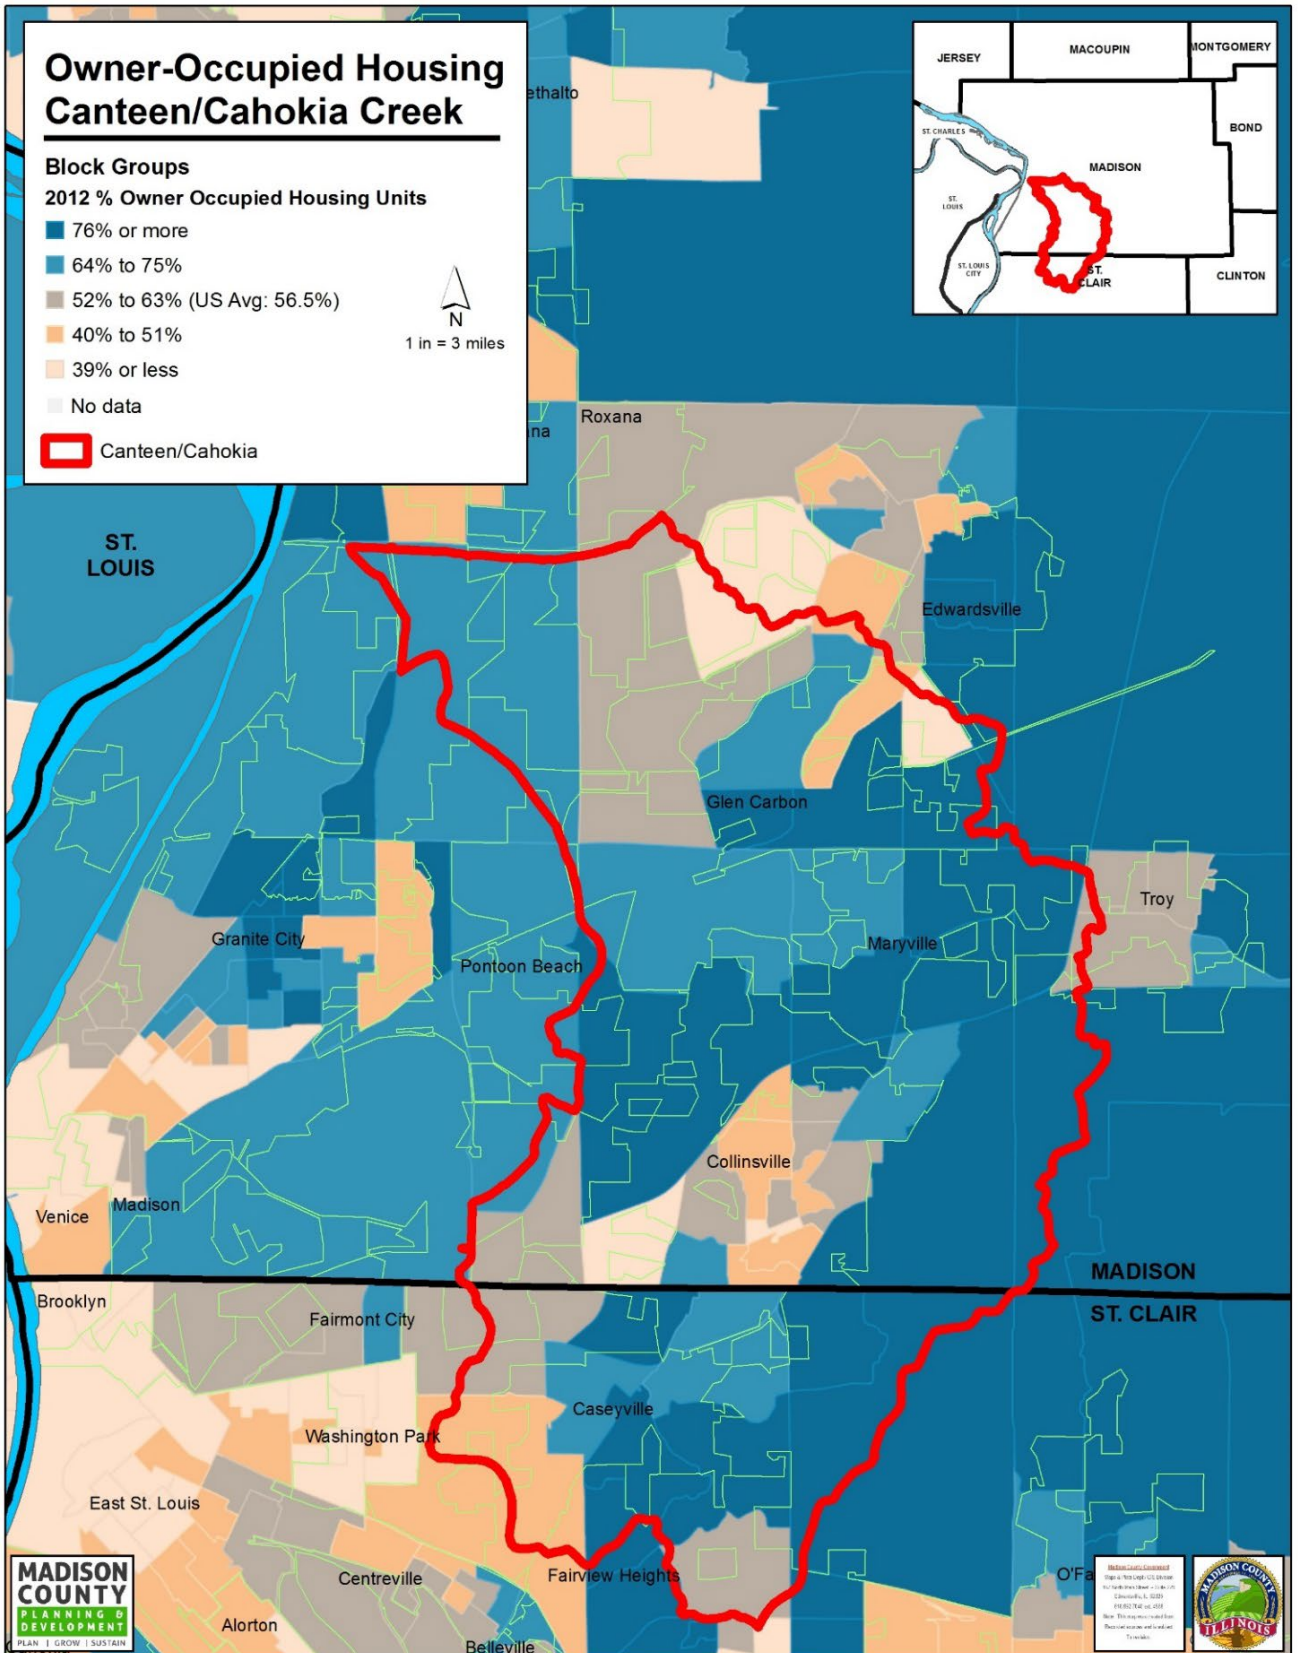 Owner-Occupied Housing
Canteen/Cahokia Creek
Block Groups
2012 % Owner Occupied Housing Units
76% or more
64% to 75%
52% to 63% (US Avg: 56.5%)
40% to 51%
39% or less
No data
Canteen/Cahokia
N
1 in = 3 miles
JERSEY
MACOUPIN
MONTGOMERY
ST. CHARLES
BOND
MADISON
ST.
LOUIS
ST. LOUIS
CITY
ST.
CLAIR
CLINTON
ethalto
Roxana
ana
ST.
LOUIS
Edwardsville
Glen Carbon
Troy
Granite City
Maryville
Pontoon Beach
Collinsville
Madison
Venice
MADISON
ST. CLAIR
Brooklyn
Fairmont City
Caseyville
Washington Park
East St. Louis
Fairview Heights
Centreville
O'Fa
Alorton
Belleville
MADISON
COUNTY
PLANNING &
DEVELOPMENT
PLAN | GROW | SUSTAIN
MADISON COUNTY
ILLINOIS